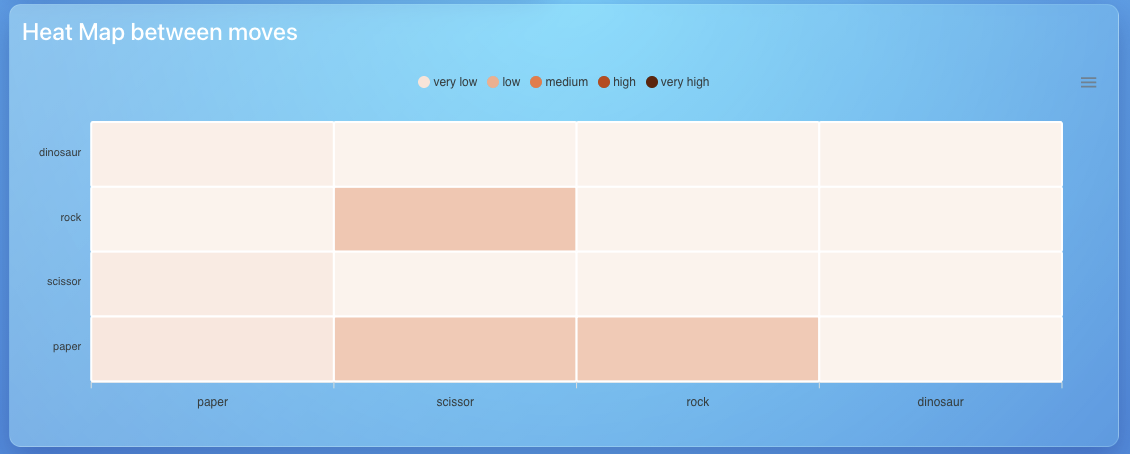 Heat Map between moves
very low low medium high very high
dinosaur
rock
scissor
paper
paper scissor rock dinosaur